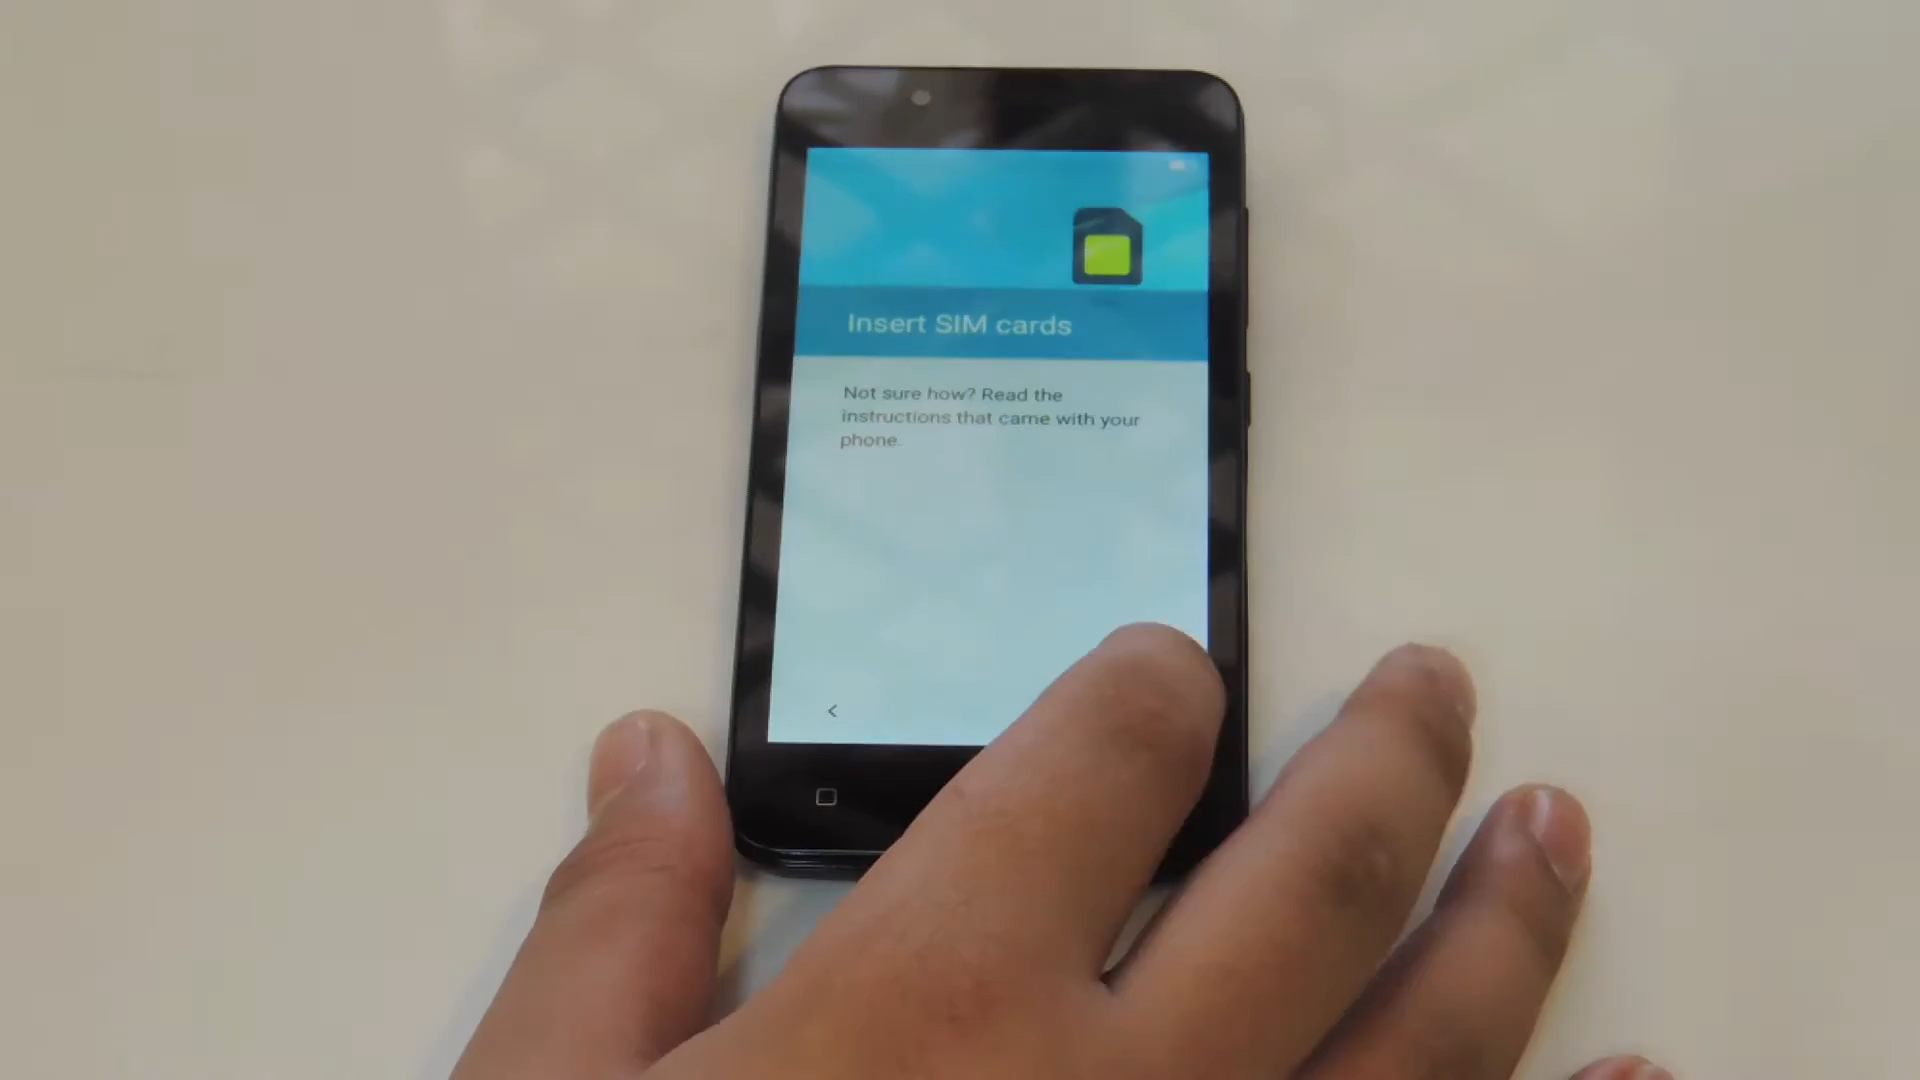 Insert SIM cards
Not sure how? Read the
instructions that came with your
phone.